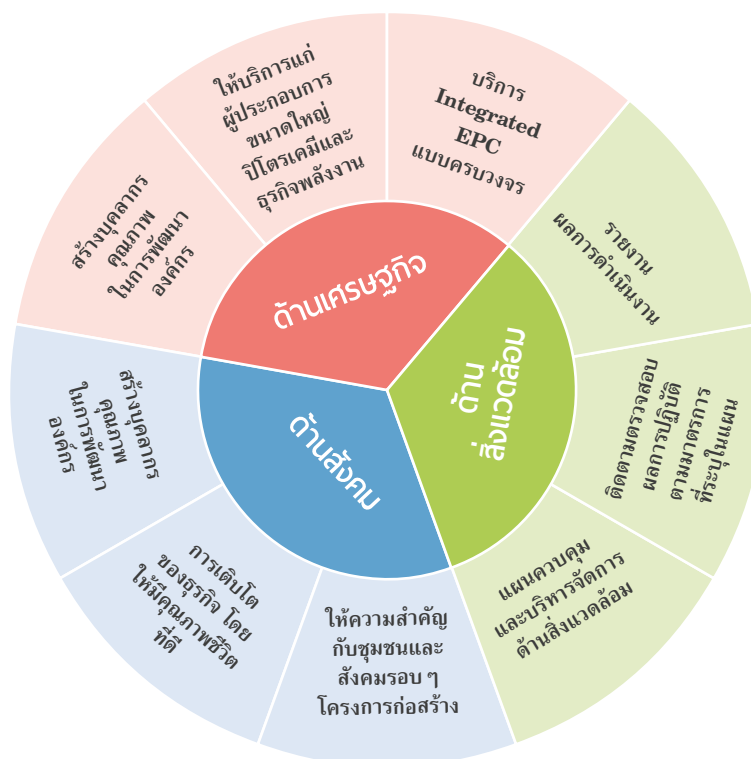 ด้านเศรษฐกิจ
สร้างบุคลากร
คุณภาพ
ในการพัฒนา
องค์กร
ให้บริการแก่
ผู้ประกอบการ
ขนาดใหญ่
ปิโตรเคมีและ
ธุรกิจพลังงาน
บริการ
Integrated
EPC
แบบครบวงจร
ด้าน
สิ่งแวดล้อม
รายงาน
ผลการดำเนินงาน
ติดตามตรวจสอบ
ผลการปฏิบัติ
ตามมาตรการ
ที่ระบุในแผน
แผนควบคุม
และบริหารจัดการ
ด้านสิ่งแวดล้อม
ด้านสังคม
ให้ความสำคัญ
กับชุมชนและ
สังคมรอบ ๆ
โครงการก่อสร้าง
การเติบโต
ของธุรกิจ โดย
ให้มีคุณภาพชีวิต
ที่ดี
สร้างบุคลากร
คุณภาพ
ในการพัฒนา
องค์กร